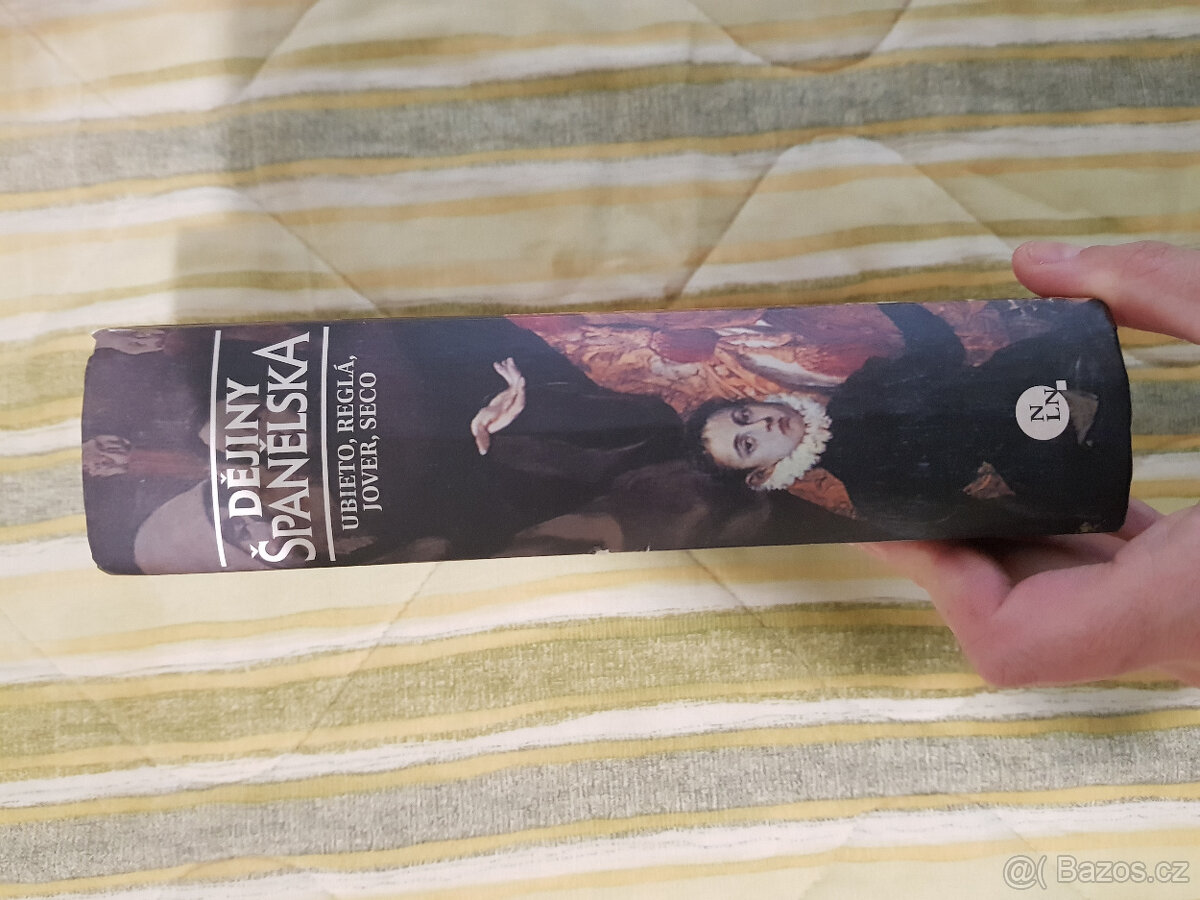 DĚJINY
ŠPANĚLSKA
UBIETO, REGLÁ,
JOVER, SECO
NLN
@( Bazos.cz